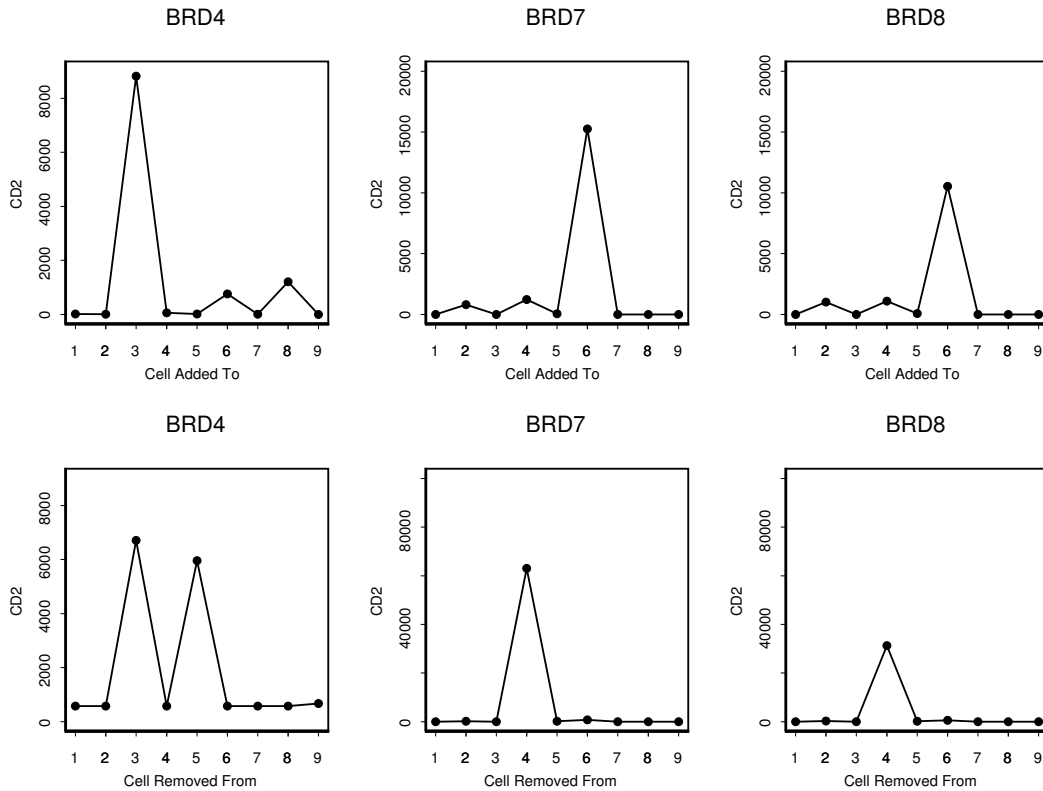 BRD4
BRD7
BRD8
CD2
0
2000
4000
6000
8000
1 2 3 4 5 6 7 8 9
Cell Added To
CD2
0
5000
10000
15000
20000
1 2 3 4 5 6 7 8 9
Cell Added To
CD2
0
5000
10000
15000
20000
1 2 3 4 5 6 7 8 9
Cell Added To
BRD4
BRD7
BRD8
CD2
0
2000
4000
6000
8000
1 2 3 4 5 6 7 8 9
Cell Removed From
CD2
0
40000
80000
1 2 3 4 5 6 7 8 9
Cell Removed From
CD2
0
40000
80000
1 2 3 4 5 6 7 8 9
Cell Removed From